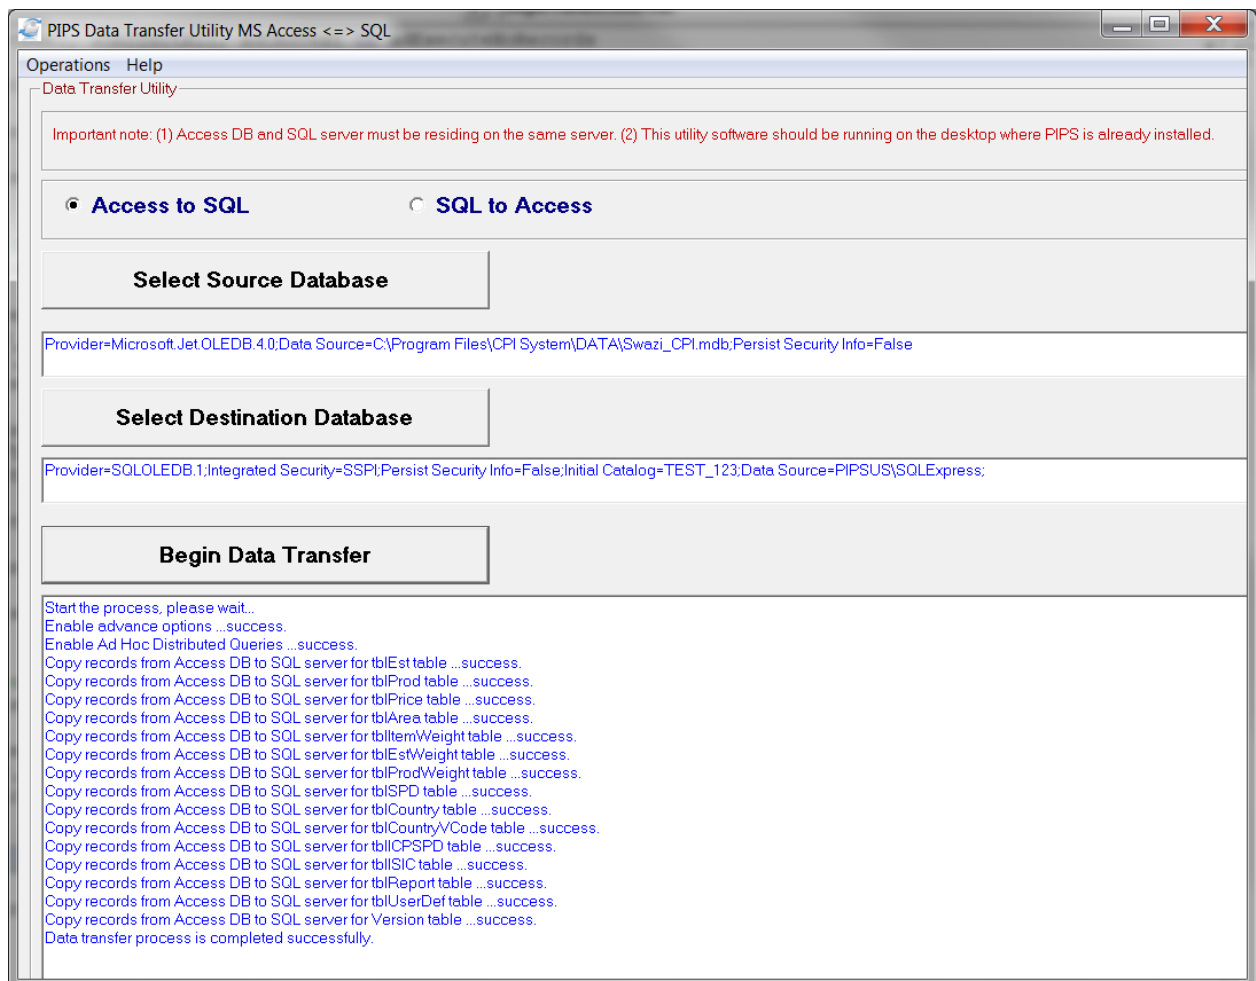 PIPS Data Transfer Utility MS Access <=> SQL
Operations Help
Data Transfer Utility
Important note: (1) Access DB and SQL server must be residing on the same server. (2) This utility software should be running on the desktop where PIPS is already installed.
Access to SQL SQL to Access
Select Source Database
Provider=Microsoft.Jet.OLEDB.4.0;Data Source=C:\Program Files\CPI System\DATA\Swazi_CPI.mdb;Persist Security Info=False
Select Destination Database
Provider=SQLOLEDB.1;Integrated Security=SSPI;Persist Security Info=False;Initial Catalog=TEST_123;Data Source=PIPSUS\SQLExpress;
Begin Data Transfer
Start the process, please wait...
Enable advance options ...success.
Enable Ad Hoc Distributed Queries ...success.
Copy records from Access DB to SQL server for tblEst table ...success.
Copy records from Access DB to SQL server for tblProd table ...success.
Copy records from Access DB to SQL server for tblPrice table ...success.
Copy records from Access DB to SQL server for tblArea table ...success.
Copy records from Access DB to SQL server for tblItemWeight table ...success.
Copy records from Access DB to SQL server for tblEstWeight table ...success.
Copy records from Access DB to SQL server for tblProdWeight table ...success.
Copy records from Access DB to SQL server for tblSPD table ...success.
Copy records from Access DB to SQL server for tblCountry table ...success.
Copy records from Access DB to SQL server for tblCountryVCode table ...success.
Copy records from Access DB to SQL server for tblICPSPD table ...success.
Copy records from Access DB to SQL server for tblISIC table ...success.
Copy records from Access DB to SQL server for tblReport table ...success.
Copy records from Access DB to SQL server for tblUserDef table ...success.
Copy records from Access DB to SQL server for Version table ...success.
Data transfer process is completed successfully.